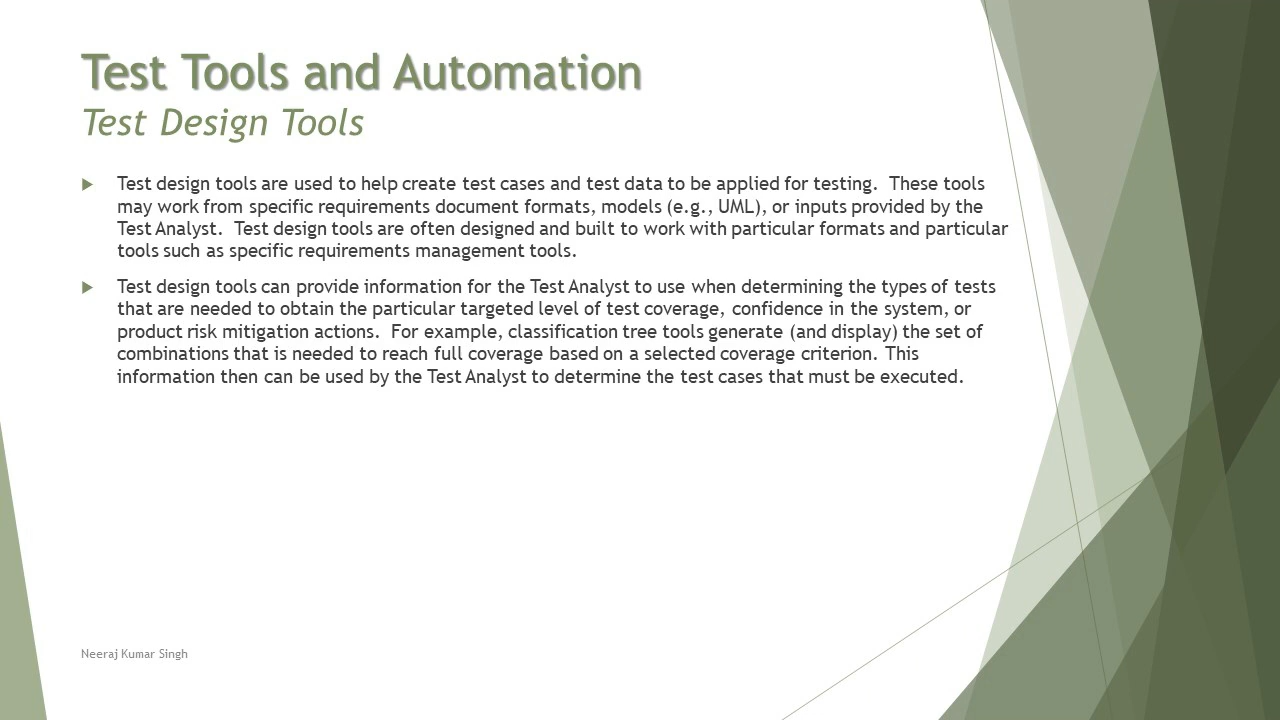 Test Tools and Automation
Test Design Tools
Test design tools are used to help create test cases and test data to be applied for testing.  These tools
may work from specific requirements document formats, models (e.g., UML), or inputs provided by the
Test Analyst.  Test design tools are often designed and built to work with particular formats and particular
tools such as specific requirements management tools.
Test design tools can provide information for the Test Analyst to use when determining the types of tests
that are needed to obtain the particular targeted level of test coverage, confidence in the system, or
product risk mitigation actions.  For example, classification tree tools generate (and display) the set of
combinations that is needed to reach full coverage based on a selected coverage criterion. This
information then can be used by the Test Analyst to determine the test cases that must be executed.
Neeraj Kumar Singh